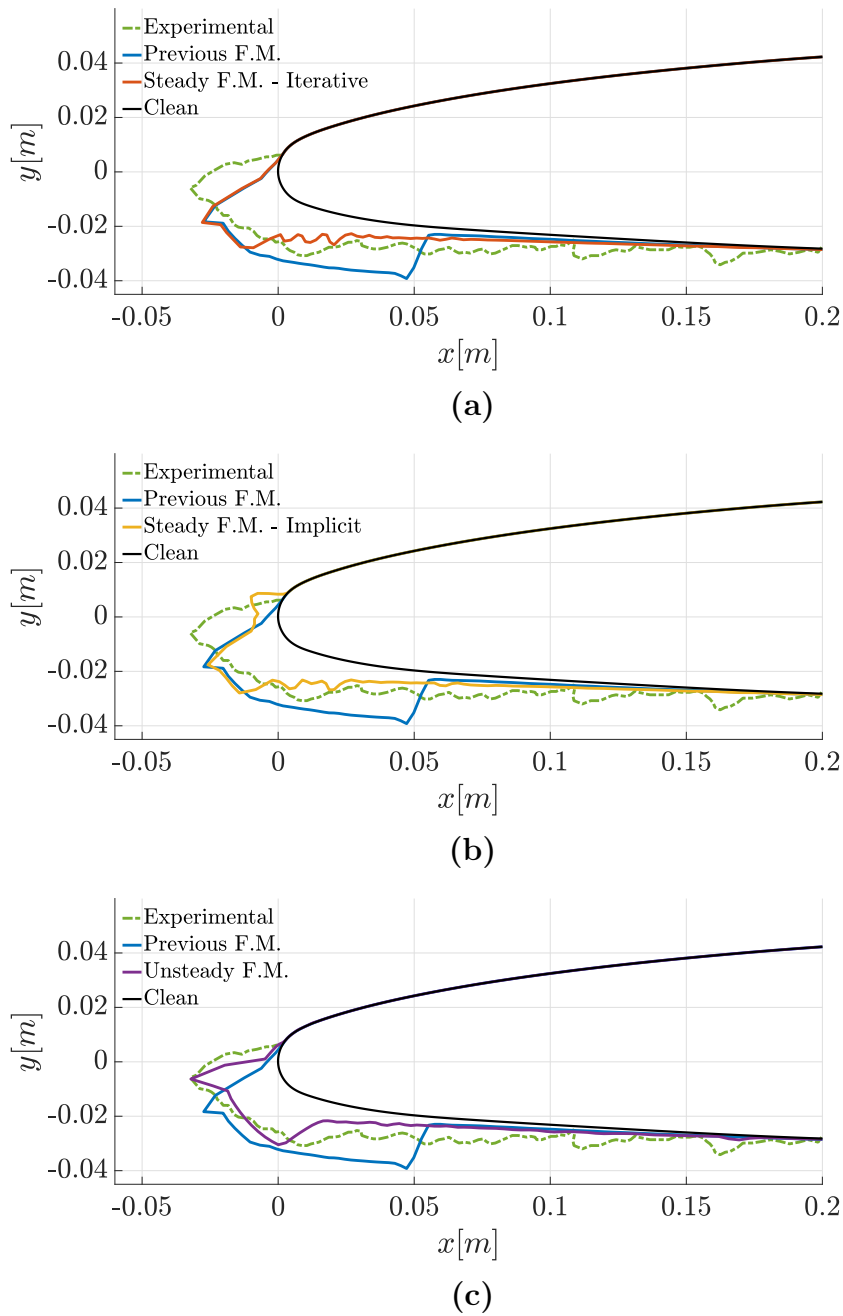 Experimental
Previous F.M.
Steady F.M. - Iterative
Clean
0.04
0.02
0
-0.02
-0.04
y[m]
-0.05 0 0.05 0.1 0.15 0.2
x[m]
(a)
Experimental
Previous F.M.
Steady F.M. - Implicit
Clean
0.04
0.02
0
-0.02
-0.04
y[m]
-0.05 0 0.05 0.1 0.15 0.2
x[m]
(b)
Experimental
Previous F.M.
Unsteady F.M.
Clean
0.04
0.02
0
-0.02
-0.04
y[m]
-0.05 0 0.05 0.1 0.15 0.2
x[m]
(c)